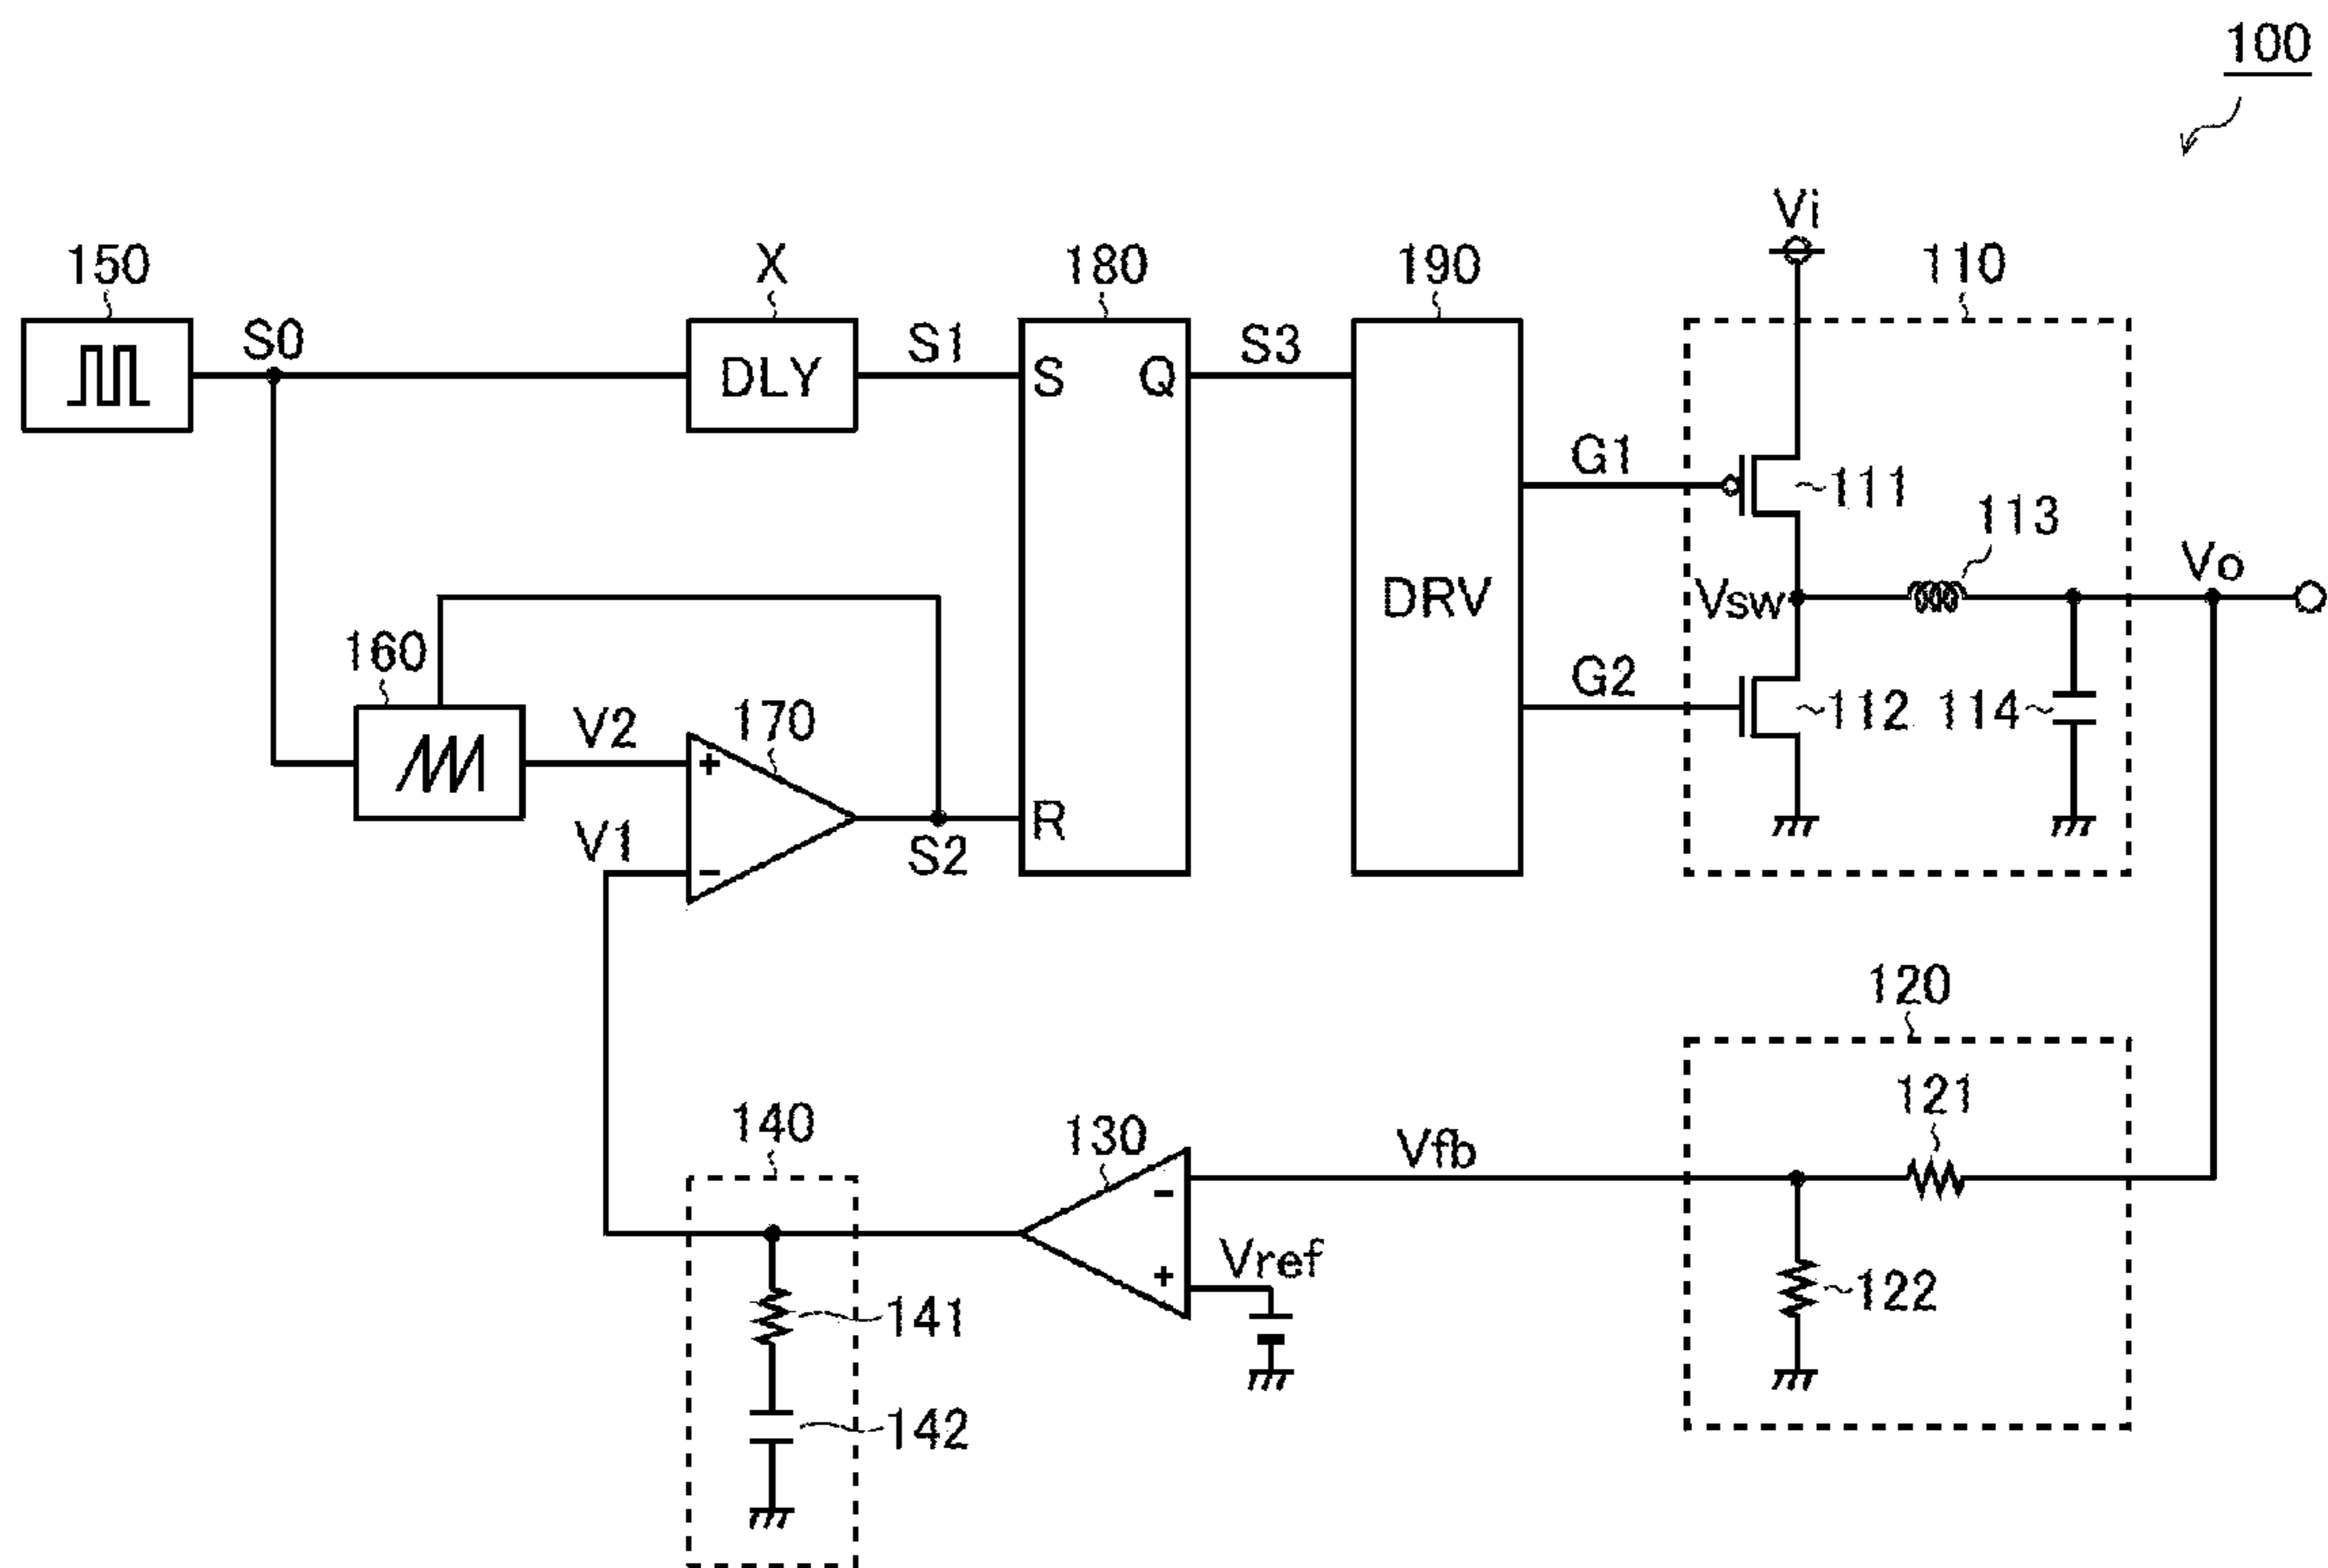 100
Vi
150
X
180
190
110
S0
DLY
S1
S
Q
S3
G1
111
113
Vo
Vsw
DRV
160
V2
170
G2
112
114
+
V1
-
S2
R
120
121
140
130
Vfb
-
+
Vref
122
141
142